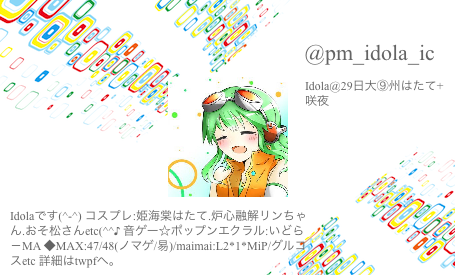 @pm_idola_ic
Idola@29日大⑨州はたて+
咲夜
Idolaです(^-^) コスプレ:姫海棠はたて.炉心融解リンちゃ
ん.おそ松さんetc(^^♪ 音ゲー☆ポップンエクラル:いどら
ーMA ◆MAX:47/48(ノマゲ/易)/maimai:L2*1*MiP/グルコ
スetc 詳細はtwpfへ。